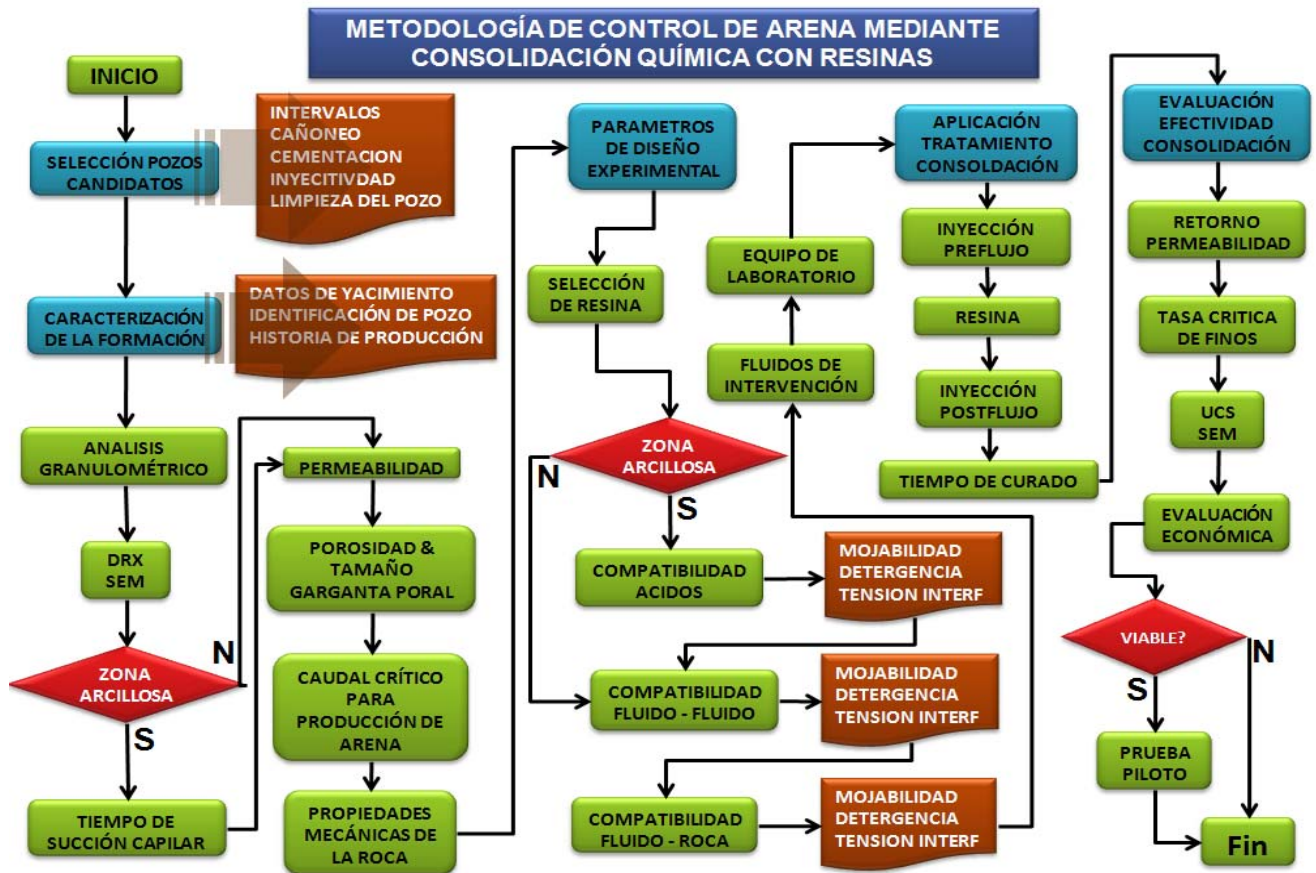 METODOLOGÍA DE CONTROL DE ARENA MEDIANTE
CONSOLIDACIÓN QUÍMICA CON RESINAS
INICIO
SELECCIÓN POZOS
CANDIDATOS
INTERVALOS
CAÑONEO
CEMENTACION
INYECITIVDAD
LIMPIEZA DEL POZO
CARACTERIZACIÓN
DE LA FORMACIÓN
DATOS DE YACIMIENTO
IDENTIFICACIÓN DE POZO
HISTORIA DE PRODUCCIÓN
ANALISIS
GRANULOMÉTRICO
DRX
SEM
ZONA
ARCILLOSA
N
S
TIEMPO DE
SUCCIÓN CAPILAR
PERMEABILIDAD
POROSIDAD &
TAMAÑO
GARGANTA PORAL
CAUDAL CRÍTICO
PARA
PRODUCCIÓN DE
ARENA
PROPIEDADES
MECÁNICAS DE
LA ROCA
PARAMETROS
DE DISEÑO
EXPERIMENTAL
SELECCIÓN
DE RESINA
ZONA
ARCILLOSA
N
S
COMPATIBILIDAD
ACIDOS
MOJABILIDAD
DETERGENCIA
TENSION INTERF
COMPATIBILIDAD
FLUIDO - FLUIDO
MOJABILIDAD
DETERGENCIA
TENSION INTERF
COMPATIBILIDAD
FLUIDO - ROCA
MOJABILIDAD
DETERGENCIA
TENSION INTERF
FLUIDOS DE
INTERVENCIÓN
EQUIPO DE
LABORATORIO
APLICACIÓN
TRATAMIENTO
CONSOLDACIÓN
INYECCIÓN
PREFLUJO
RESINA
INYECCIÓN
POSTFLUJO
TIEMPO DE CURADO
EVALUACIÓN
EFECTIVIDAD
CONSOLIDACIÓN
RETORNO
PERMEABILIDAD
TASA CRITICA
DE FINOS
UCS
SEM
EVALUACIÓN
ECONÓMICA
VIABLE?
N
S
PRUEBA
PILOTO
Fin